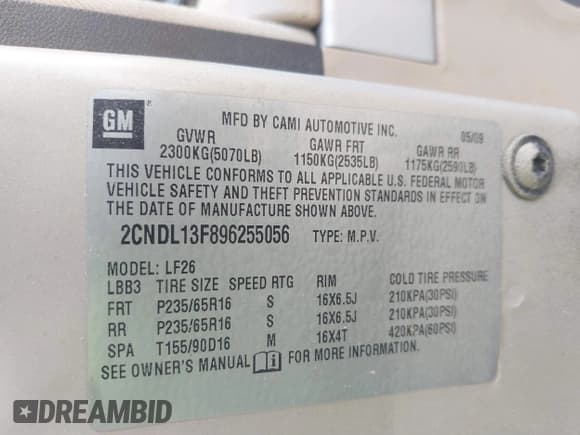 GM
MFD BY CAMI AUTOMOTIVE INC. 05/09
GVWR GAWR FRT GAWR RR
2300KG(5070LB) 1150KG(2535LB) 1175KG(2590LB)
THIS VEHICLE CONFORMS TO ALL APPLICABLE U.S. FEDERAL MOTOR
VEHICLE SAFETY AND THEFT PREVENTION STANDARDS IN EFFECT ON
THE DATE OF MANUFACTURE SHOWN ABOVE.
2CNDL13F896255056 TYPE: M.P.V.
MODEL: LF26
LBB3 TIRE SIZE SPEED RTG RIM COLD TIRE PRESSURE
FRT P235/65R16 S 16X6.5J 210KPA(30PSI)
RR P235/65R16 S 16X6.5J 210KPA(30PSI)
SPA T155/90D16 M 16X4T 420KPA(60PSI)
SEE OWNER'S MANUAL FOR MORE INFORMATION.
DREAMBID